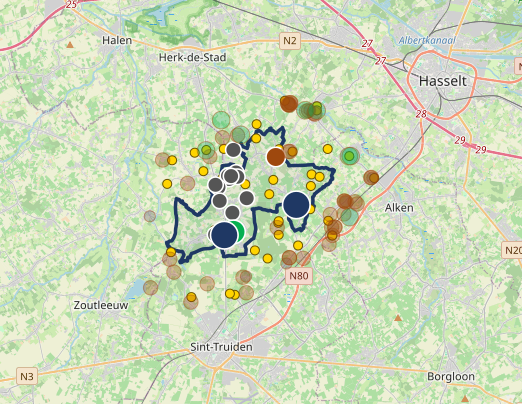 25
Halen
N2
Albertkanaal
27
Herk-de-Stad
27
Hasselt
28
29
29
Alken
N20
N80
Zoutleeuw
Sint-Truiden
N3
Borgloon